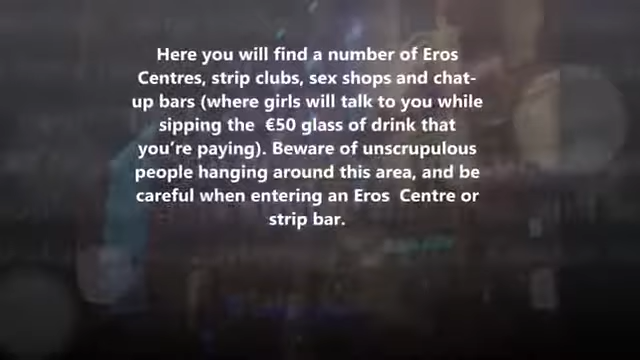 Here you will find a number of Eros
Centres, strip clubs, sex shops and chat-
up bars (where girls will talk to you while
sipping the  €50 glass of drink that
you're paying). Beware of unscrupulous
people hanging around this area, and be
careful when entering an Eros  Centre or
strip bar.